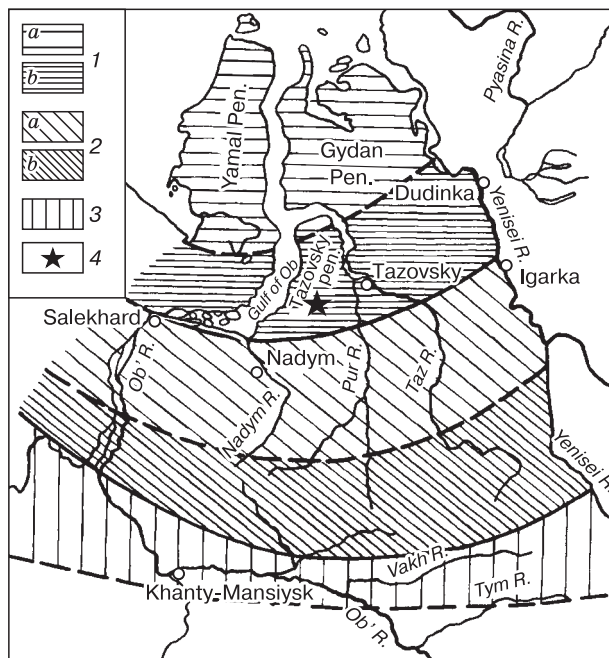 a
b
1
a
b
2
3
4
Pyasina R.
Yamal Pen.
Gydan
Pen.
Dudinka
Yenisei R.
Tazovsky
pen.
Gulf of Ob
Tazovsky
Igarka
Salekhard
Ob' R.
Nadym
Nadym R.
Pur R.
Taz R.
Yenisei R.
Vakh R.
Khanty-Mansiysk
Tym R.
Ob' R.